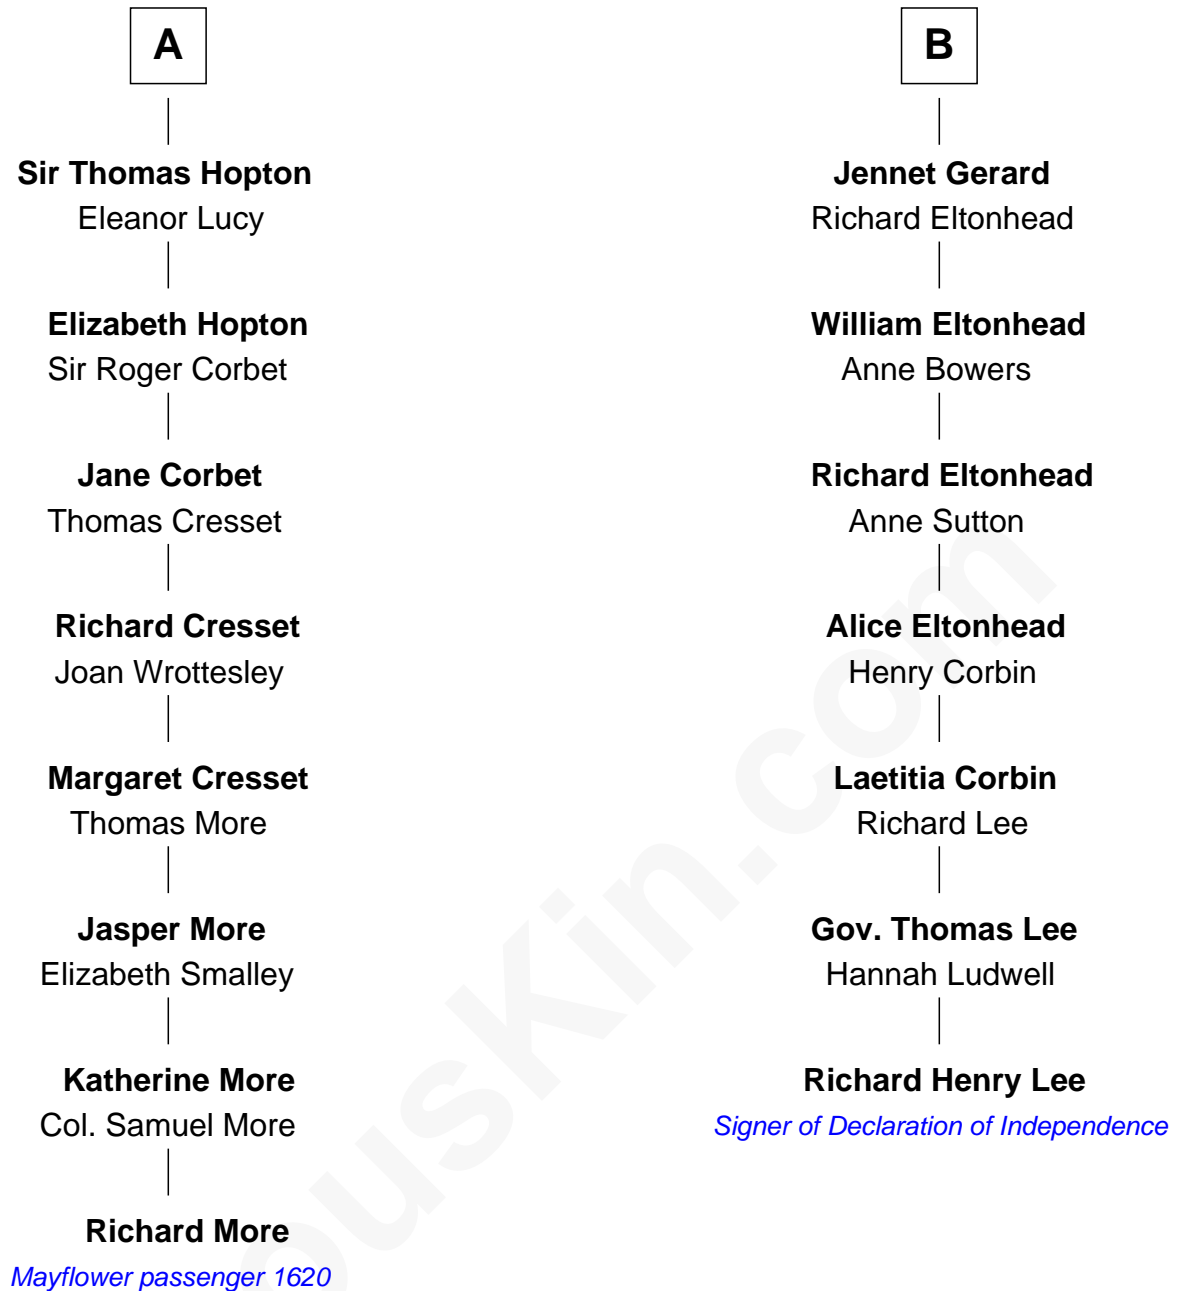 A
Sir Thomas Hopton
Eleanor Lucy
Elizabeth Hopton
Sir Roger Corbet
Jane Corbet
Thomas Cresset
Richard Cresset
Joan Wrottesley
Margaret Cresset
Thomas More
Jasper More
Elizabeth Smalley
Katherine More
Col. Samuel More
Richard More
Mayflower passenger 1620
B
Jennet Gerard
Richard Eltonhead
William Eltonhead
Anne Bowers
Richard Eltonhead
Anne Sutton
Alice Eltonhead
Henry Corbin
Laetitia Corbin
Richard Lee
Gov. Thomas Lee
Hannah Ludwell
Richard Henry Lee
Signer of Declaration of Independence
ousKin.com